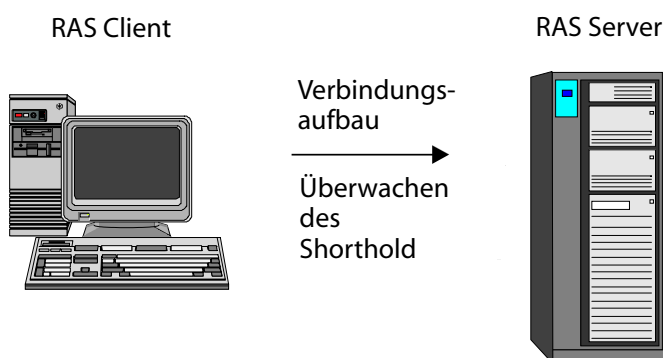 RAS Client
RAS Server
Verbindungs-
aufbau
Überwachen
des
Shorthold